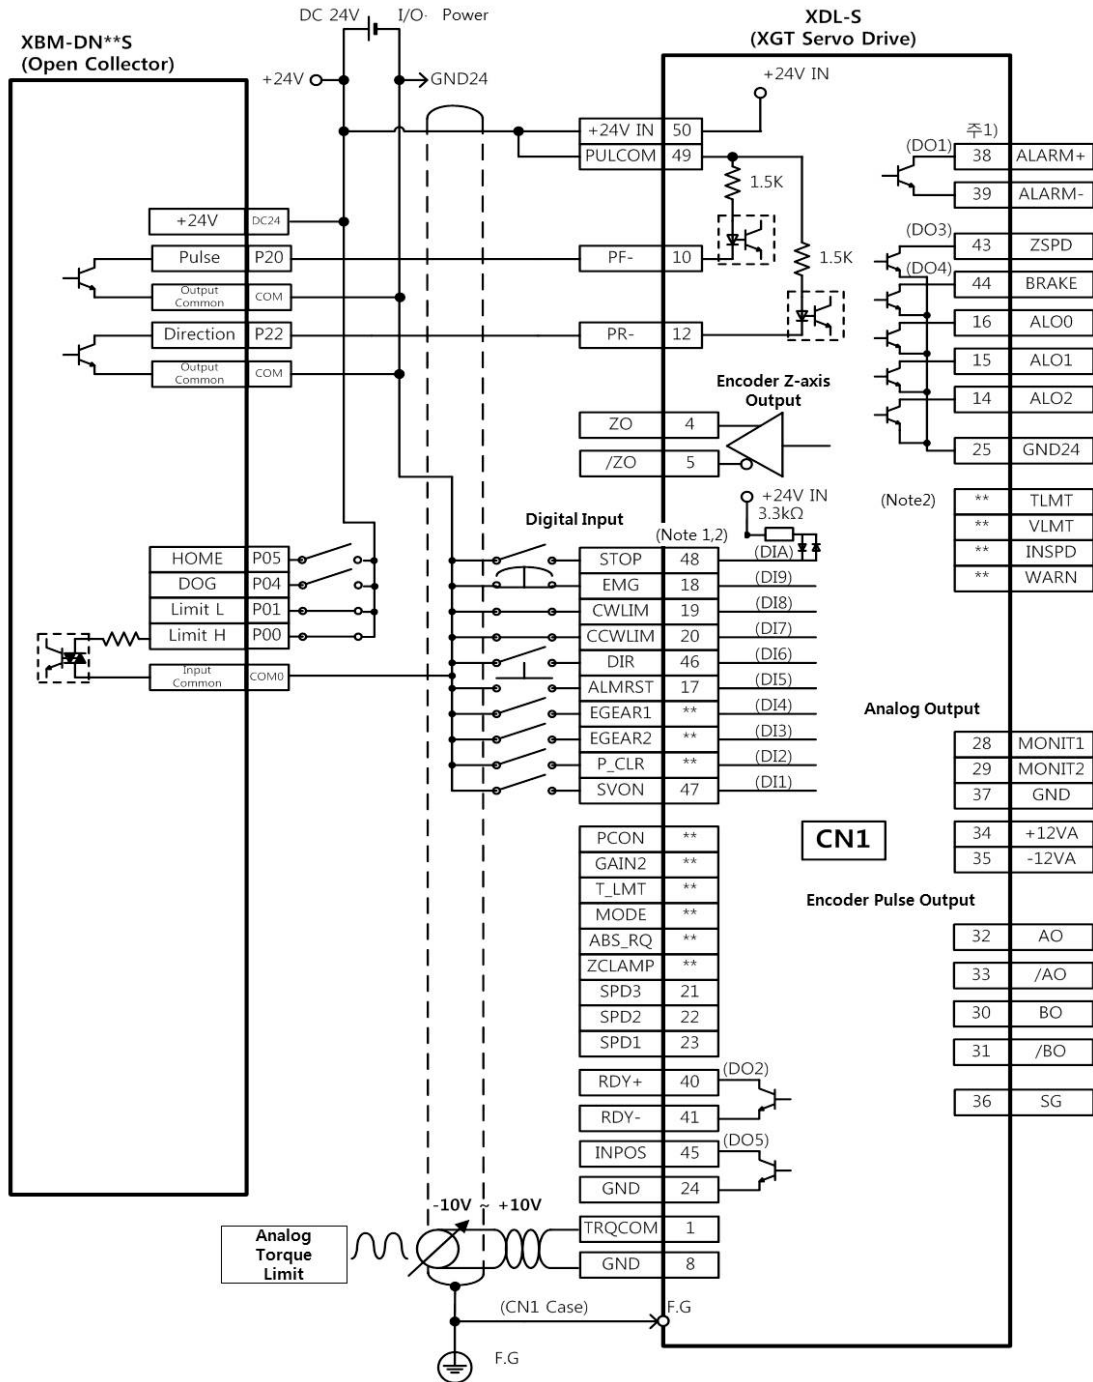 DC 24V
I/O· Power
XBM-DN**S
(Open Collector)
XDL-S
(XGT Servo Drive)
+24V
GND24
+24V IN
+24V IN 50
PULCOM 49
1.5K
1.5K
주1)
(DO1)
38 ALARM+
39 ALARM-
+24V DC24
Pulse P20
Output
Common
COM
Direction P22
Output
Common
COM
PF- 10
PR- 12
(DO3)
43 ZSPD
(DO4)
44 BRAKE
16 ALO0
15 ALO1
14 ALO2
25 GND24
Encoder Z-axis
Output
ZO 4
/ZO 5
+24V IN
3.3kΩ
(Note2)
** TLMT
** VLMT
** INSPD
** WARN
Digital Input
(Note 1,2)
HOME P05
DOG P04
Limit L P01
Limit H P00
Input
Common
COM0
STOP 48 (DIA)
EMG 18 (DI9)
CWLIM 19 (DI8)
CCWLIM 20 (DI7)
DIR 46 (DI6)
ALMRST 17 (DI5)
EGEAR1 ** (DI4)
EGEAR2 ** (DI3)
P_CLR ** (DI2)
SVON 47 (DI1)
Analog Output
28 MONIT1
29 MONIT2
37 GND
34 +12VA
35 -12VA
CN1
PCON **
GAIN2 **
T_LMT **
MODE **
ABS_RQ **
ZCLAMP **
SPD3 21
SPD2 22
SPD1 23
Encoder Pulse Output
32 AO
33 /AO
30 BO
31 /BO
36 SG
RDY+ 40 (DO2)
RDY- 41
INPOS 45 (DO5)
GND 24
-10V ~ +10V
Analog
Torque
Limit
TRQCOM 1
GND 8
(CN1 Case)
F.G
F.G